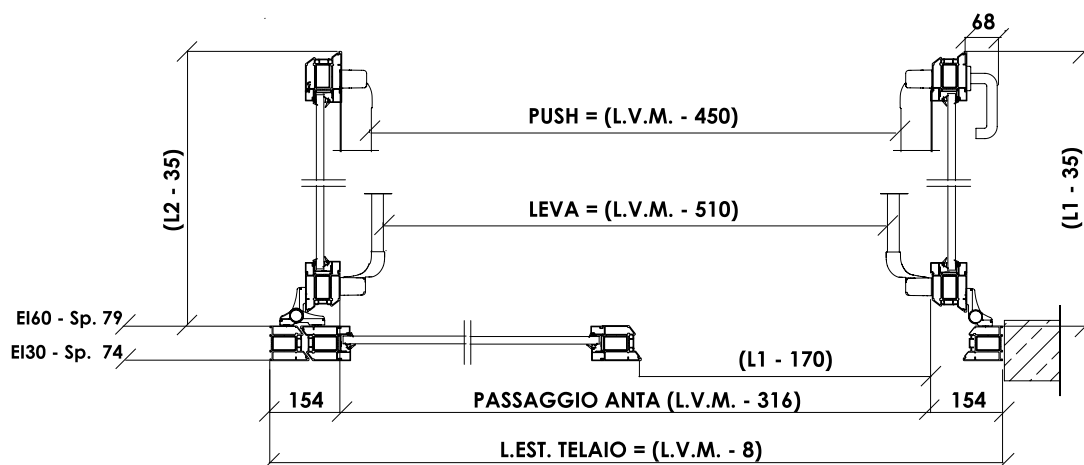 68
PUSH = (L.V.M. - 450)
(L2 - 35)
(L1 - 35)
LEVA = (L.V.M. - 510)
EI60 - Sp. 79
EI30 - Sp. 74
(L1 - 170)
154
PASSAGGIO ANTA (L.V.M. - 316)
154
L.EST. TELAIO = (L.V.M. - 8)